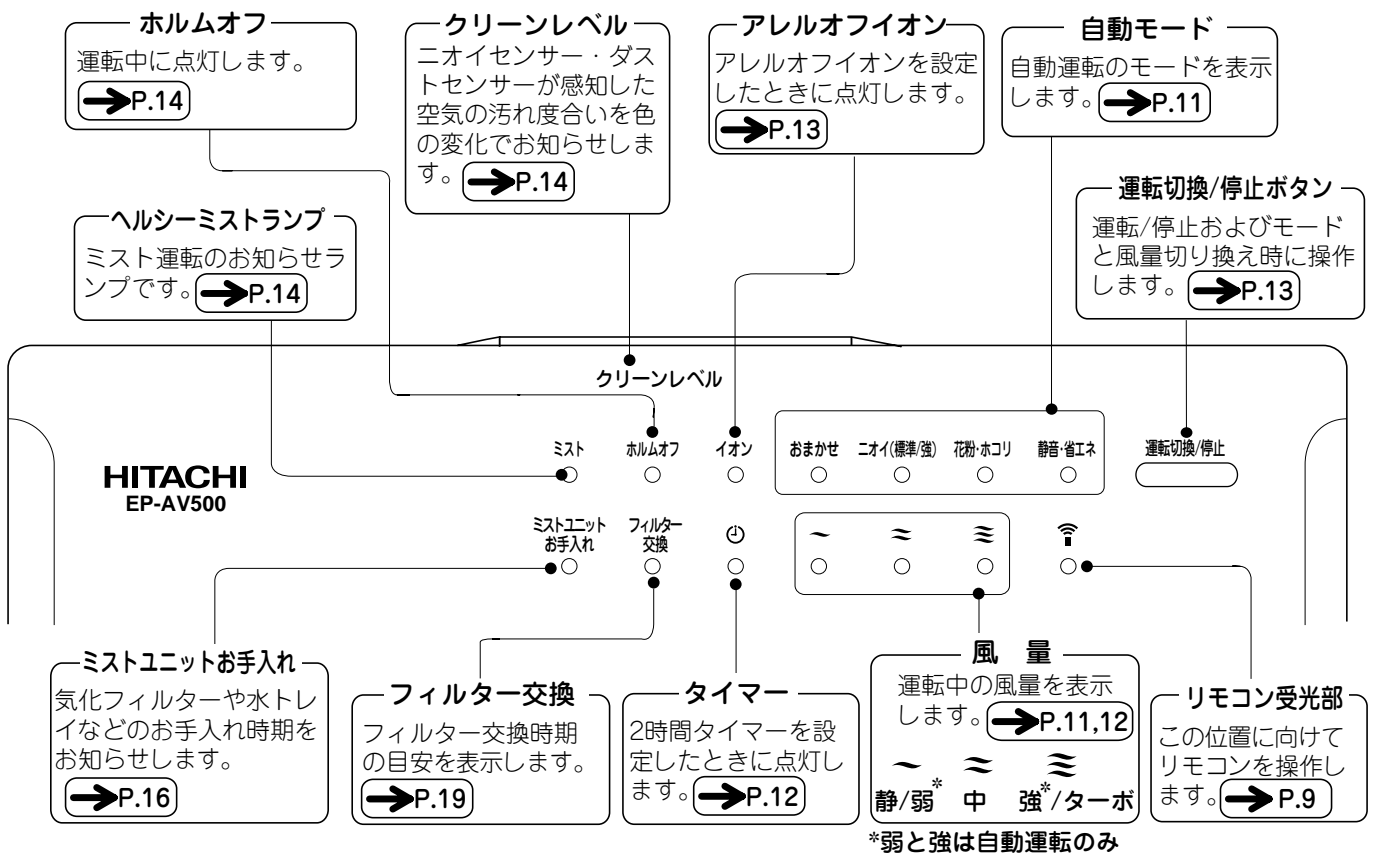 ホルムオフ
運転中に点灯します。
➔P.14
クリーンレベル
ニオイセンサー・ダス
トセンサーが感知した
空気の汚れ度合いを色
の変化でお知らせしま
す。➔P.14
アレルオフイオン
アレルオフイオンを設定
したときに点灯します。
➔P.13
自動モード
自動運転のモードを表示
します。➔P.11
ヘルシーミストランプ
ミスト運転のお知らせラ
ンプです。➔P.14
運転切換/停止ボタン
運転/停止およびモード
と風量切り換え時に操作
します。➔P.13
クリーンレベル
HITACHI
EP-AV500
ミスト
ホルムオフ
イオン
おまかせ
ニオイ(標準/強)
花粉・ホコリ
静音・省エネ
運転切換/停止
ミストユニット
お手入れ
フィルター
交換
ミストユニットお手入れ
気化フィルターや水トレ
イなどのお手入れ時期を
お知らせします。
➔P.16
フィルター交換
フィルター交換時期
の目安を表示します。
➔P.19
タイマー
2時間タイマーを設
定したときに点灯し
ます。➔P.12
風 量
運転中の風量を表示
します。➔P.11,12
静/弱* 中 強*/ターボ
*弱と強は自動運転のみ
リモコン受光部
この位置に向けて
リモコンを操作し
ます。➔P.9